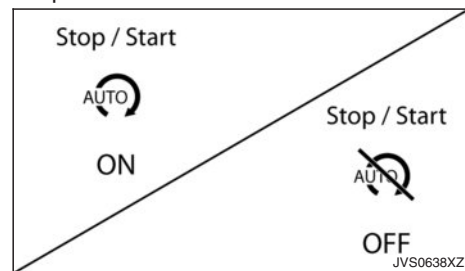 Stop / Start
AUTO
ON
Stop / Start
AUTO
OFF
JVS0638XZ